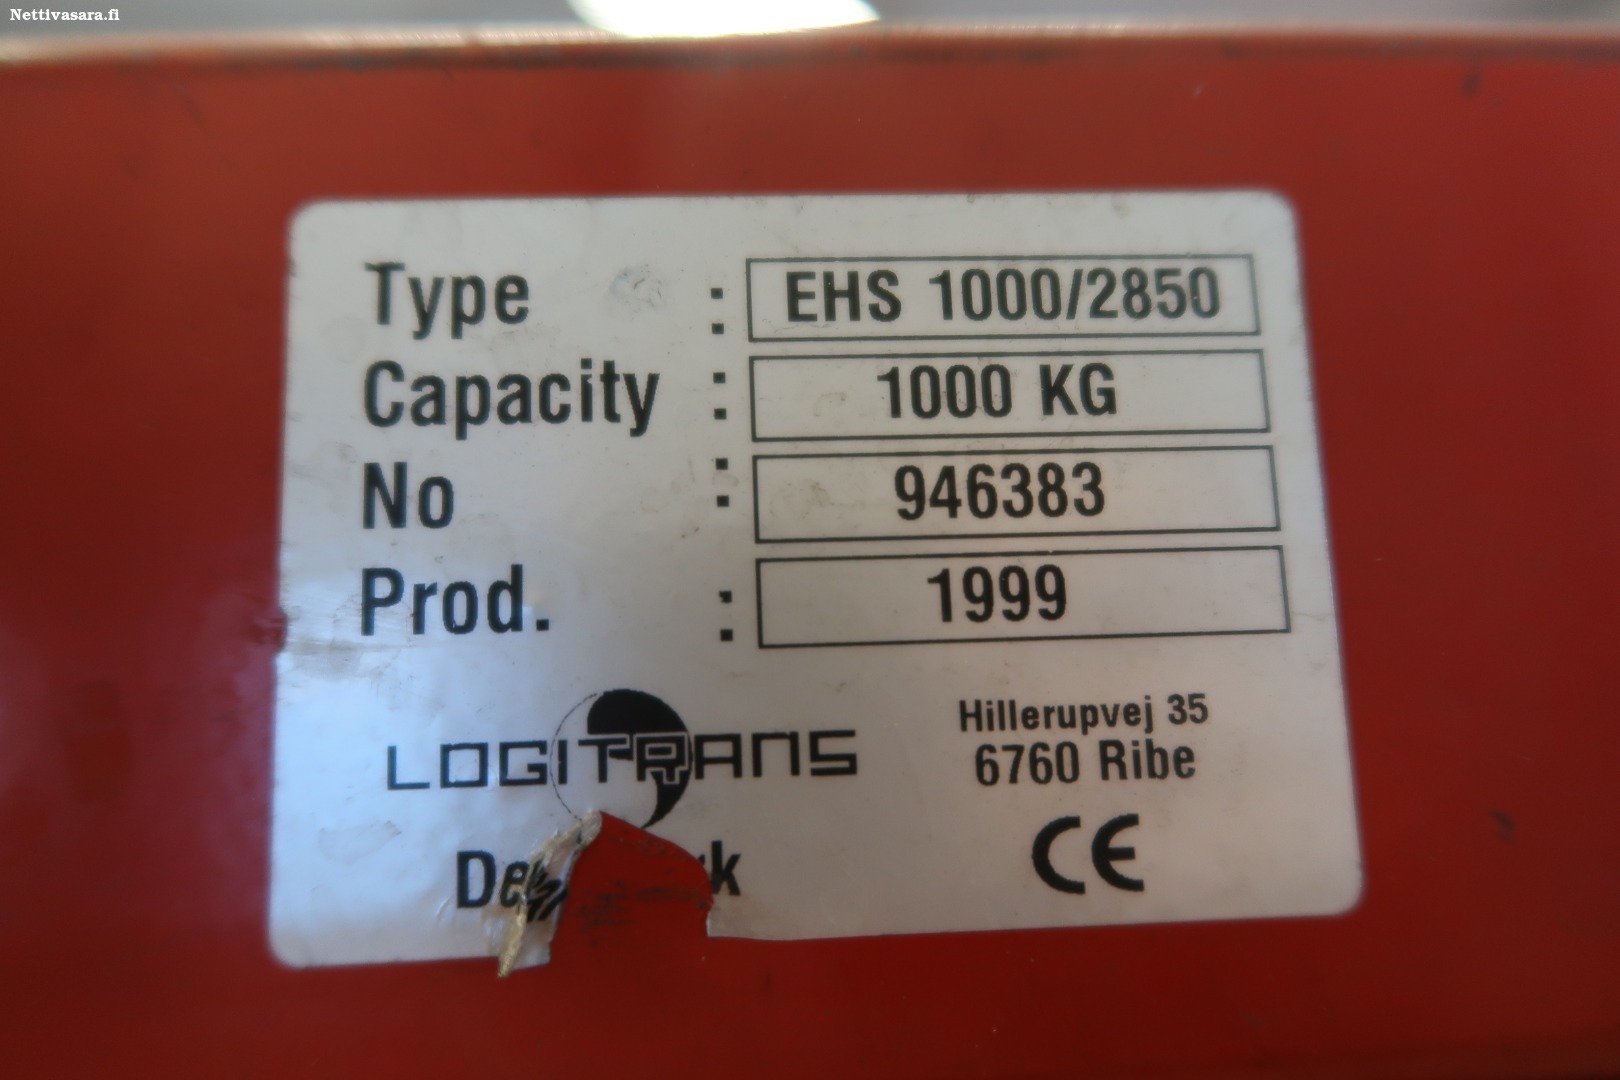 Nettivasara.fi
Type : EHS 1000/2850
Capacity : 1000 KG
No : 946383
Prod. : 1999
LOGITRANS
Hillerupvej 35
6760 Ribe
CE